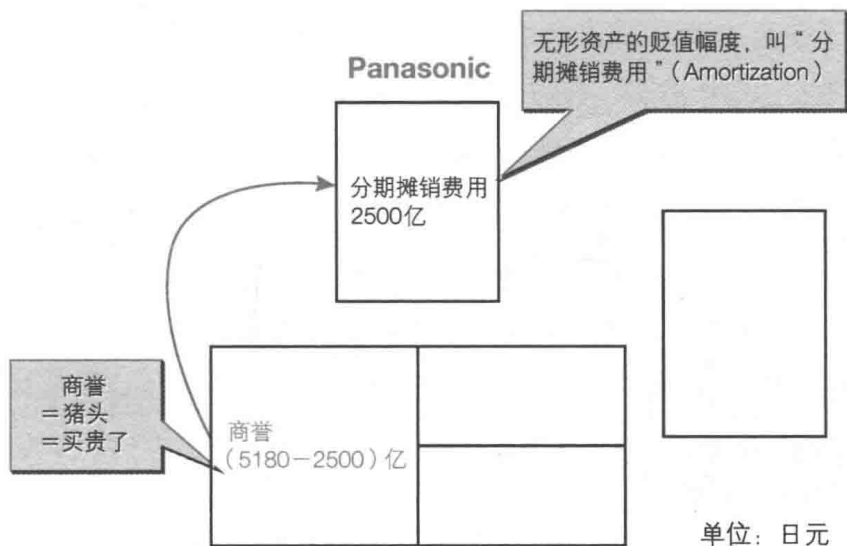 Panasonic
无形资产的贬值幅度，叫“分
期摊销费用”（Amortization）
分期摊销费用
2500亿
商誉
＝猪头
＝买贵了
商誉
（5180－2500）亿
单位：日元